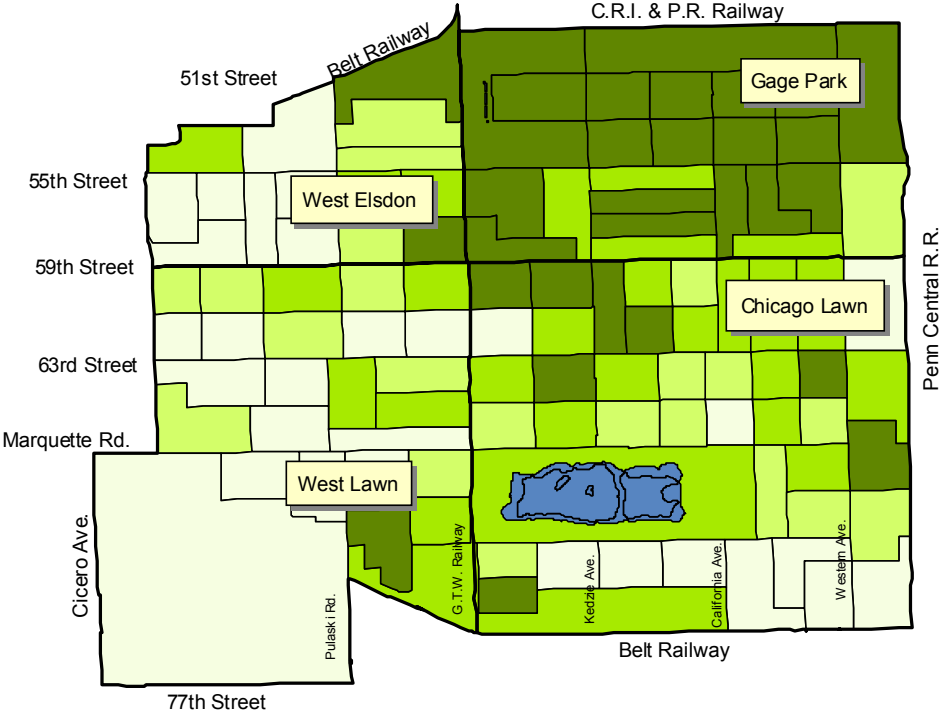 C.R.I. & P.R. Railway
Belt Railway
51st Street
Gage Park
55th Street
West Elsdon
Penn Central R.R.
59th Street
Chicago Lawn
63rd Street
Marquette Rd.
West Lawn
Cicero Ave.
G.T.W. Railway
Kedzie Ave.
California Ave.
Western Ave.
Pulaski Rd.
Belt Railway
77th Street